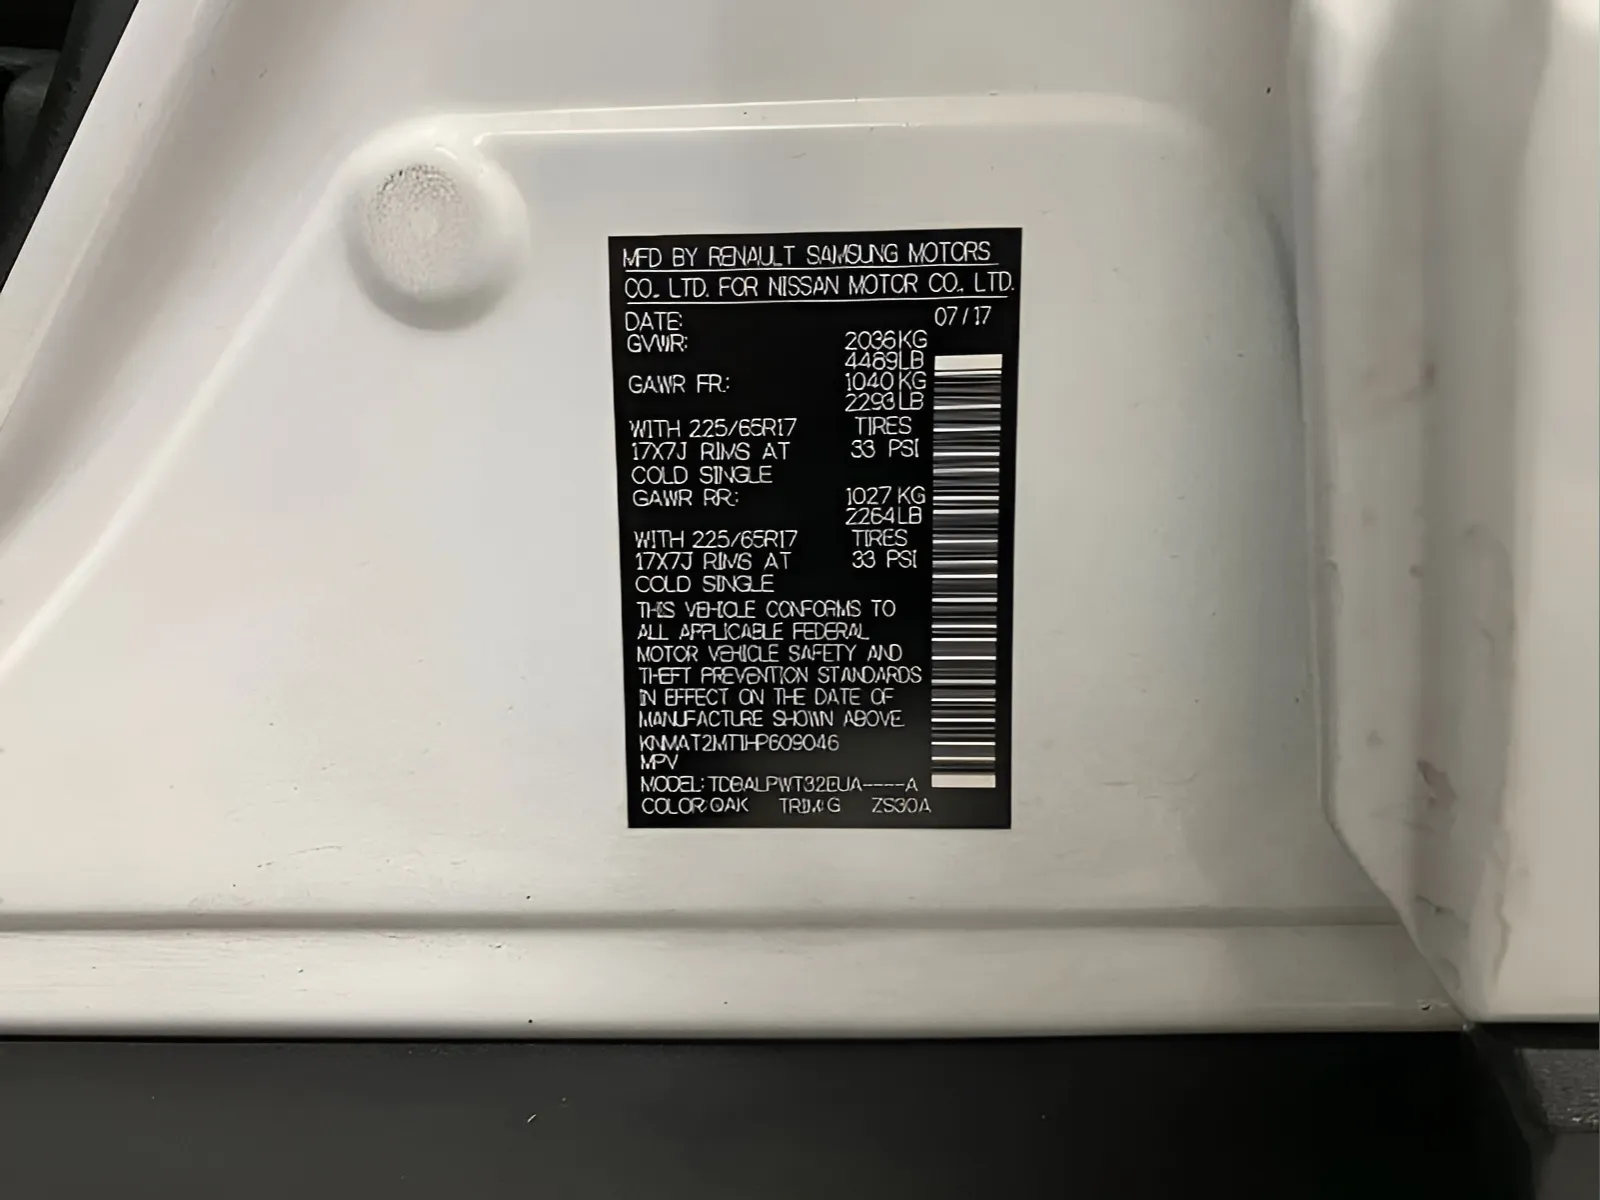 MFD BY RENAULT SAMSUNG MOTORS
CO., LTD. FOR NISSAN MOTOR CO., LTD.
DATE: 07/17
GVWR: 2036KG
4489LB
GAWR FR: 1040 KG
2293LB
WITH 225/65R17 TIRES
17X7J RIMS AT 33 PSI
COLD SINGLE
GAWR RR: 1027 KG
2264LB
WITH 225/65R17 TIRES
17X7J RIMS AT 33 PSI
COLD SINGLE
THIS VEHICLE CONFORMS TO
ALL APPLICABLE FEDERAL
MOTOR VEHICLE SAFETY AND
THEFT PREVENTION STANDARDS
IN EFFECT ON THE DATE OF
MANUFACTURE SHOWN ABOVE.
KNMAT2MT1HP609046
MPV
MODEL: 
COLOR: QAK TRIM: G ZS30A